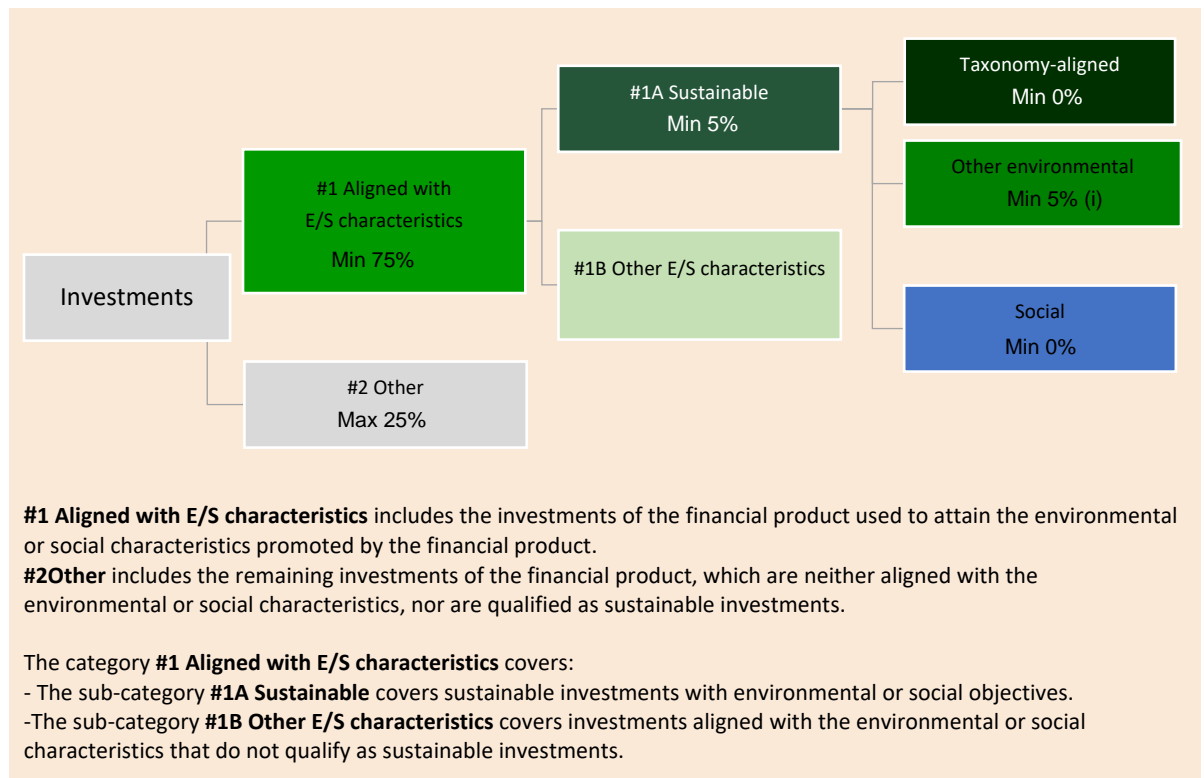 Investments
#1 Aligned with
E/S characteristics
Min 75%
#2 Other
Max 25%
#1A Sustainable
Min 5%
#1B Other E/S characteristics
Taxonomy-aligned
Min 0%
Other environmental
Min 5% (i)
Social
Min 0%
#1 Aligned with E/S characteristics includes the investments of the financial product used to attain the environmental
or social characteristics promoted by the financial product.
#2Other includes the remaining investments of the financial product, which are neither aligned with the
environmental or social characteristics, nor are qualified as sustainable investments.
The category #1 Aligned with E/S characteristics covers:
- The sub-category #1A Sustainable covers sustainable investments with environmental or social objectives.
-The sub-category #1B Other E/S characteristics covers investments aligned with the environmental or social
characteristics that do not qualify as sustainable investments.